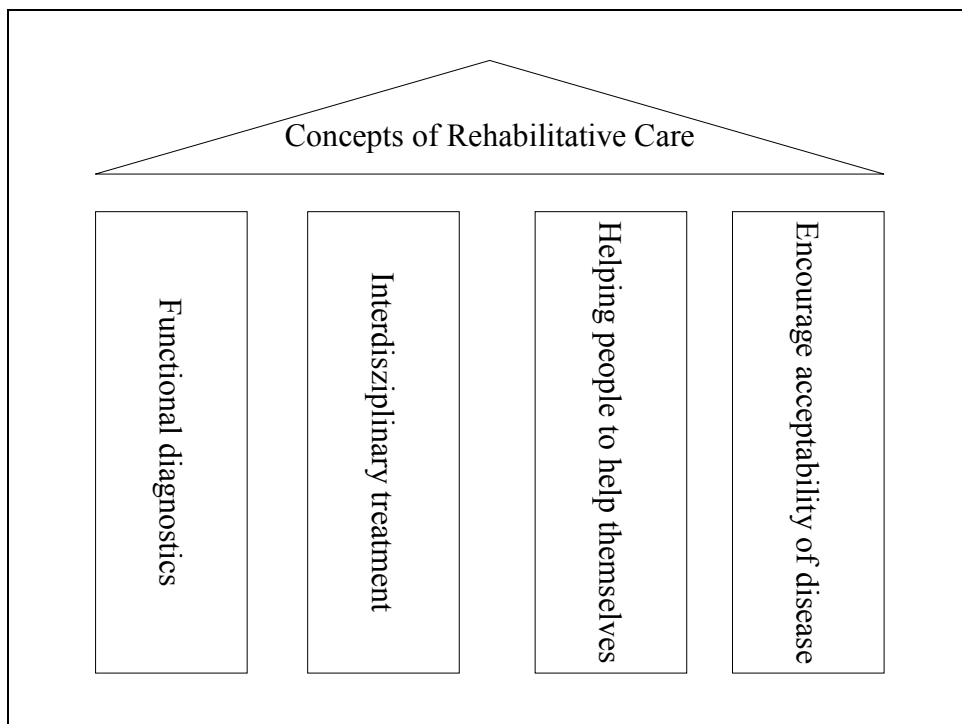 Concepts of Rehabilitative Care
Functional diagnostics
Interdisziplinary treatment
Helping people to help themselves
Encourage acceptability of disease